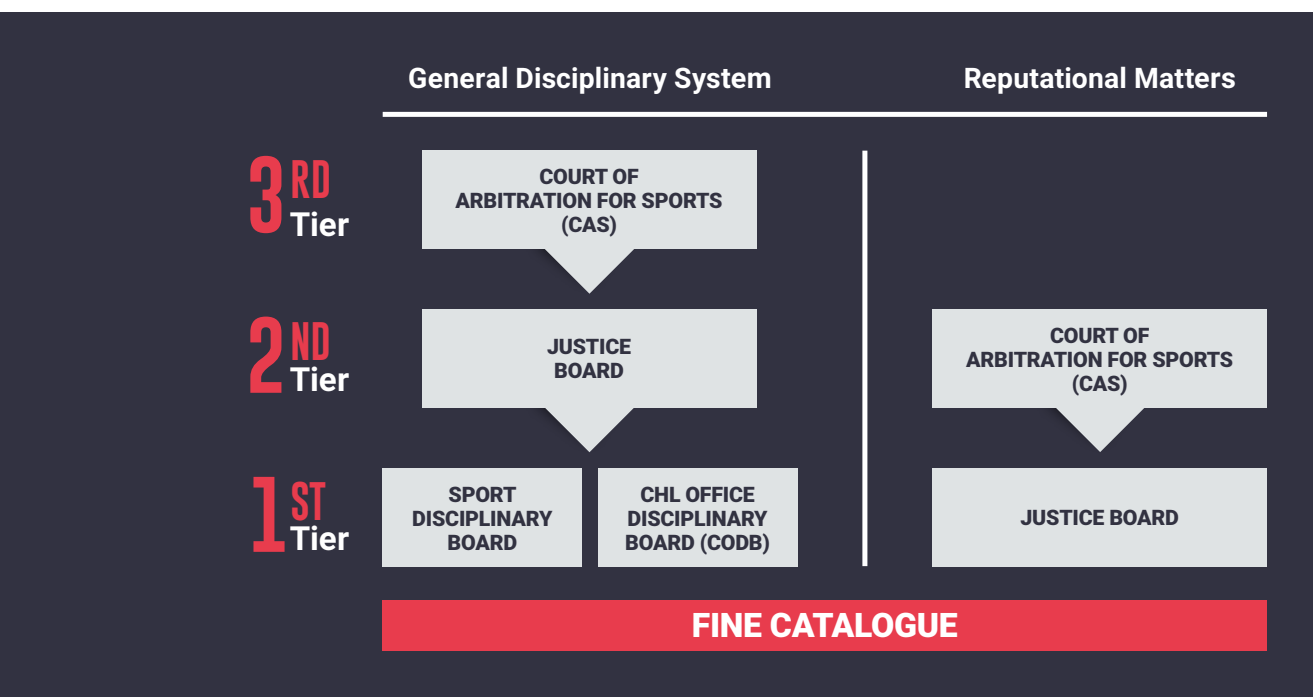 General Disciplinary System
Reputational Matters
3RD
Tier
COURT OF
ARBITRATION FOR SPORTS
(CAS)
2ND
Tier
JUSTICE
BOARD
COURT OF
ARBITRATION FOR SPORTS
(CAS)
1ST
Tier
SPORT
DISCIPLINARY
BOARD
CHL OFFICE
DISCIPLINARY
BOARD (CODB)
JUSTICE BOARD
FINE CATALOGUE